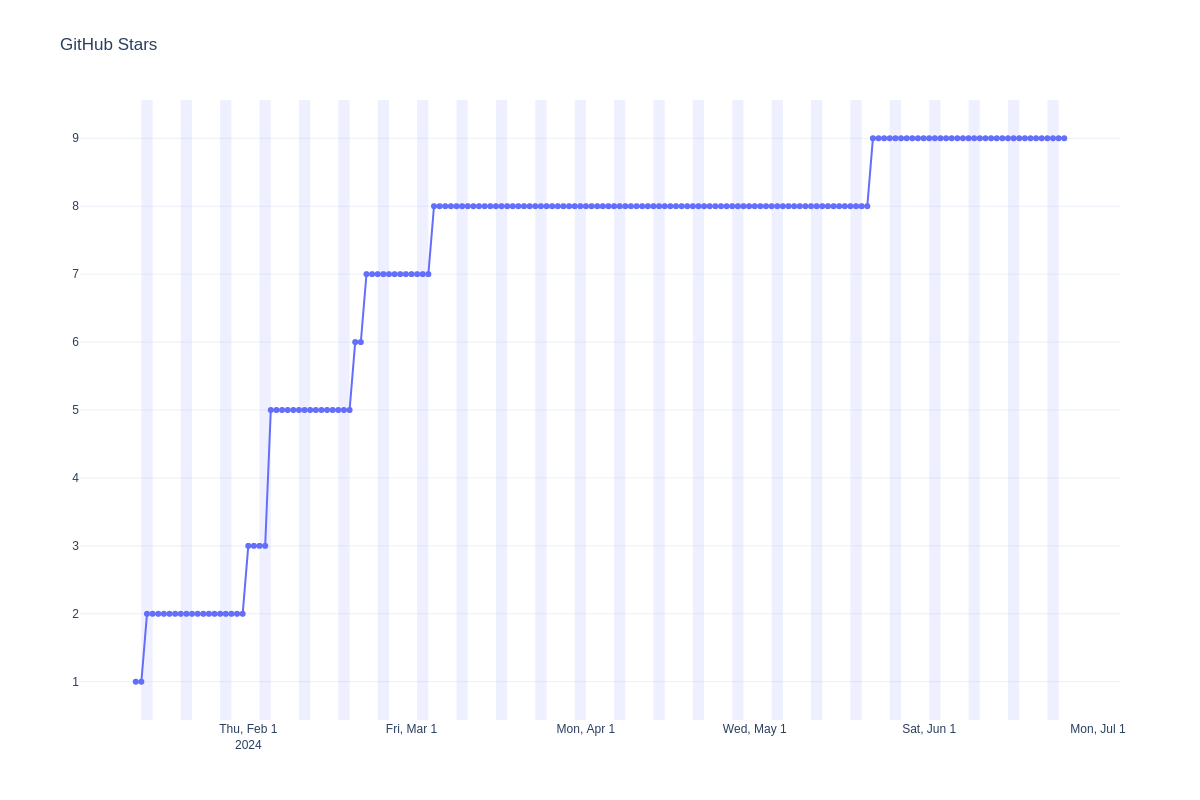 GitHub Stars
9
8
7
6
5
4
3
2
1
Thu, Feb 1
2024
Fri, Mar 1
Mon, Apr 1
Wed, May 1
Sat, Jun 1
Mon, Jul 1